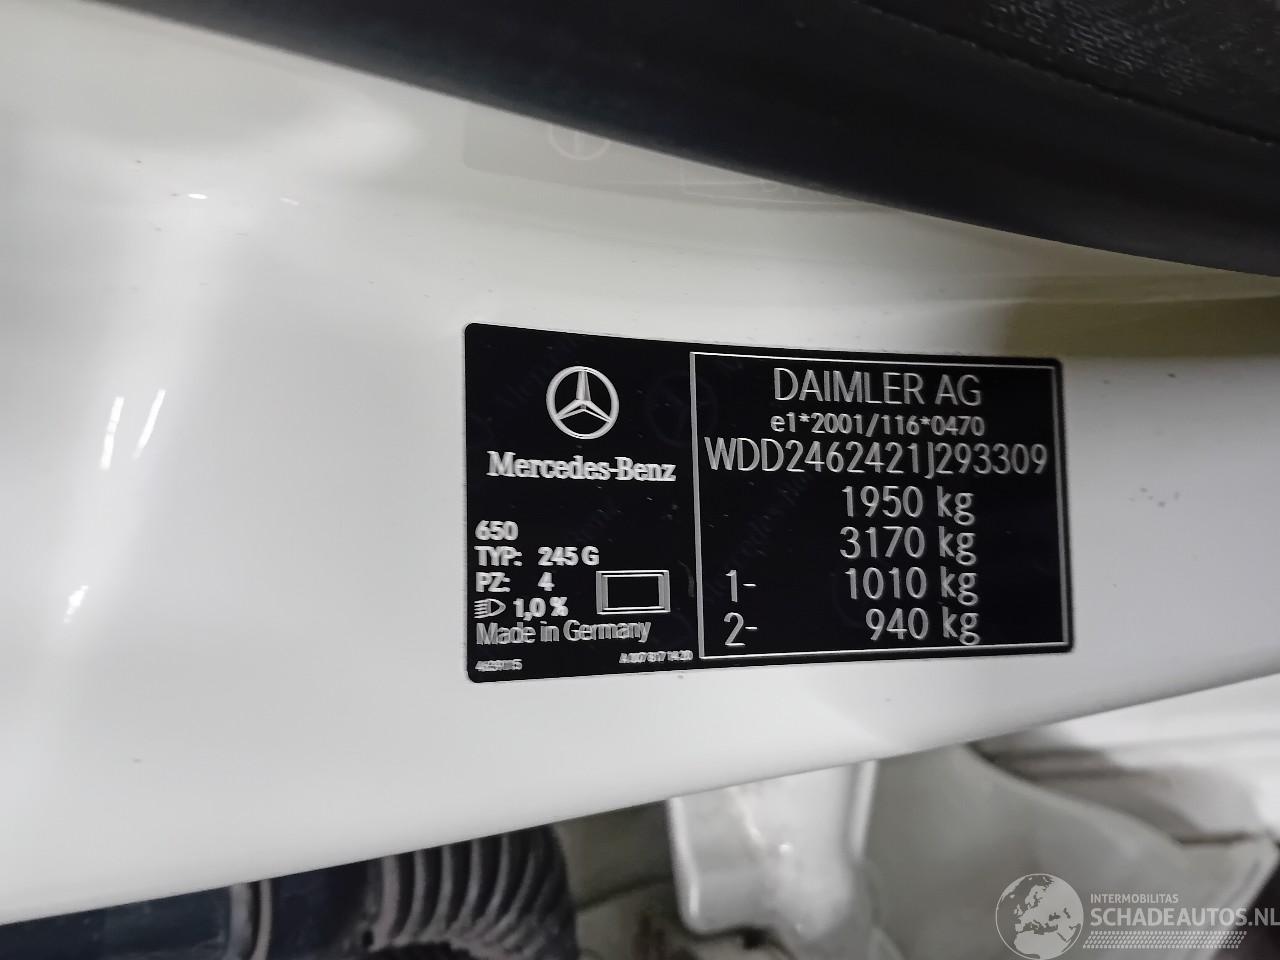 Mercedes-Benz
650
TYP: 245 G
PZ: 4
1,0 %
Made in Germany
DAIMLER AG
e1*2001/116*0470
WDD2462421J293309
1950 kg
3170 kg
1- 1010 kg
2- 940 kg
INTERMOBILITAS
SCHADEAUTOS.NL